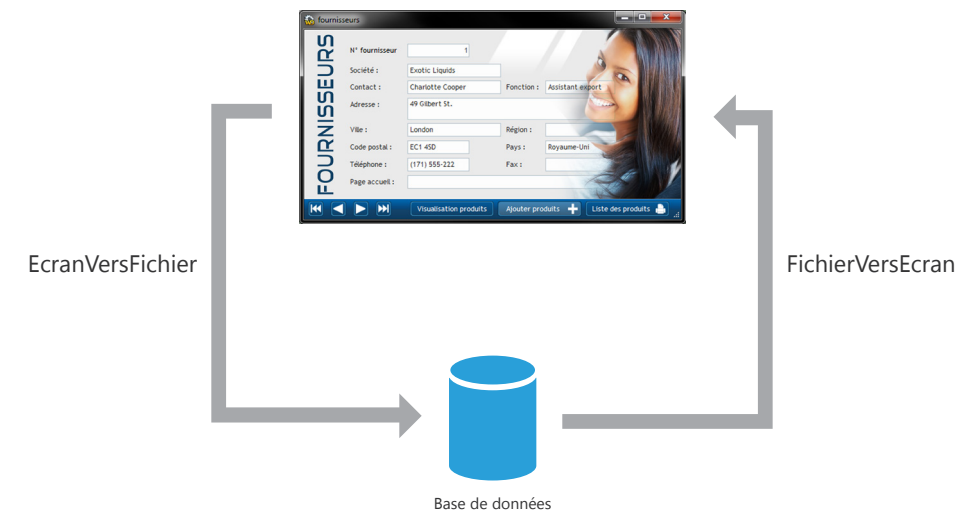 fournisseurs
FOURNISSEURS
N° fournisseur 1
Société : Exotic Liquids
Contact : Charlotte Cooper Fonction : Assistant export
Adresse : 49 Gilbert St.
Ville : London Région :
Code postal : EC1 4SD Pays : Royaume-Uni
Téléphone : (171) 555-222 Fax :
Page accueil :
Visualisation produits Ajouter produits Liste des produits
EcranVersFichier
FichierVersEcran
Base de données